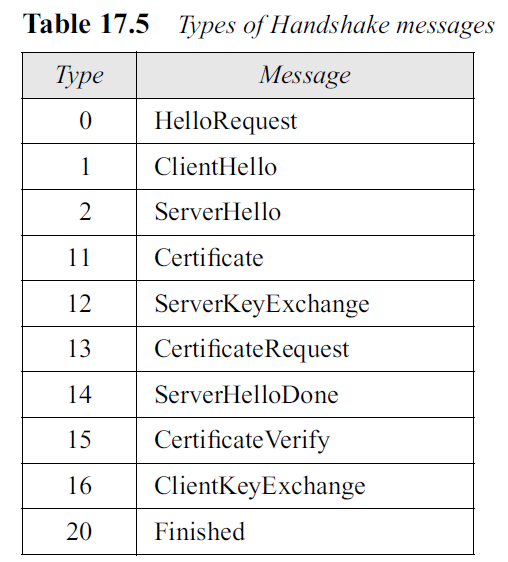 Table 17.5 Types of Handshake messages
Type Message
0 HelloRequest
1 ClientHello
2 ServerHello
11 Certificate
12 ServerKeyExchange
13 CertificateRequest
14 ServerHelloDone
15 CertificateVerify
16 ClientKeyExchange
20 Finished